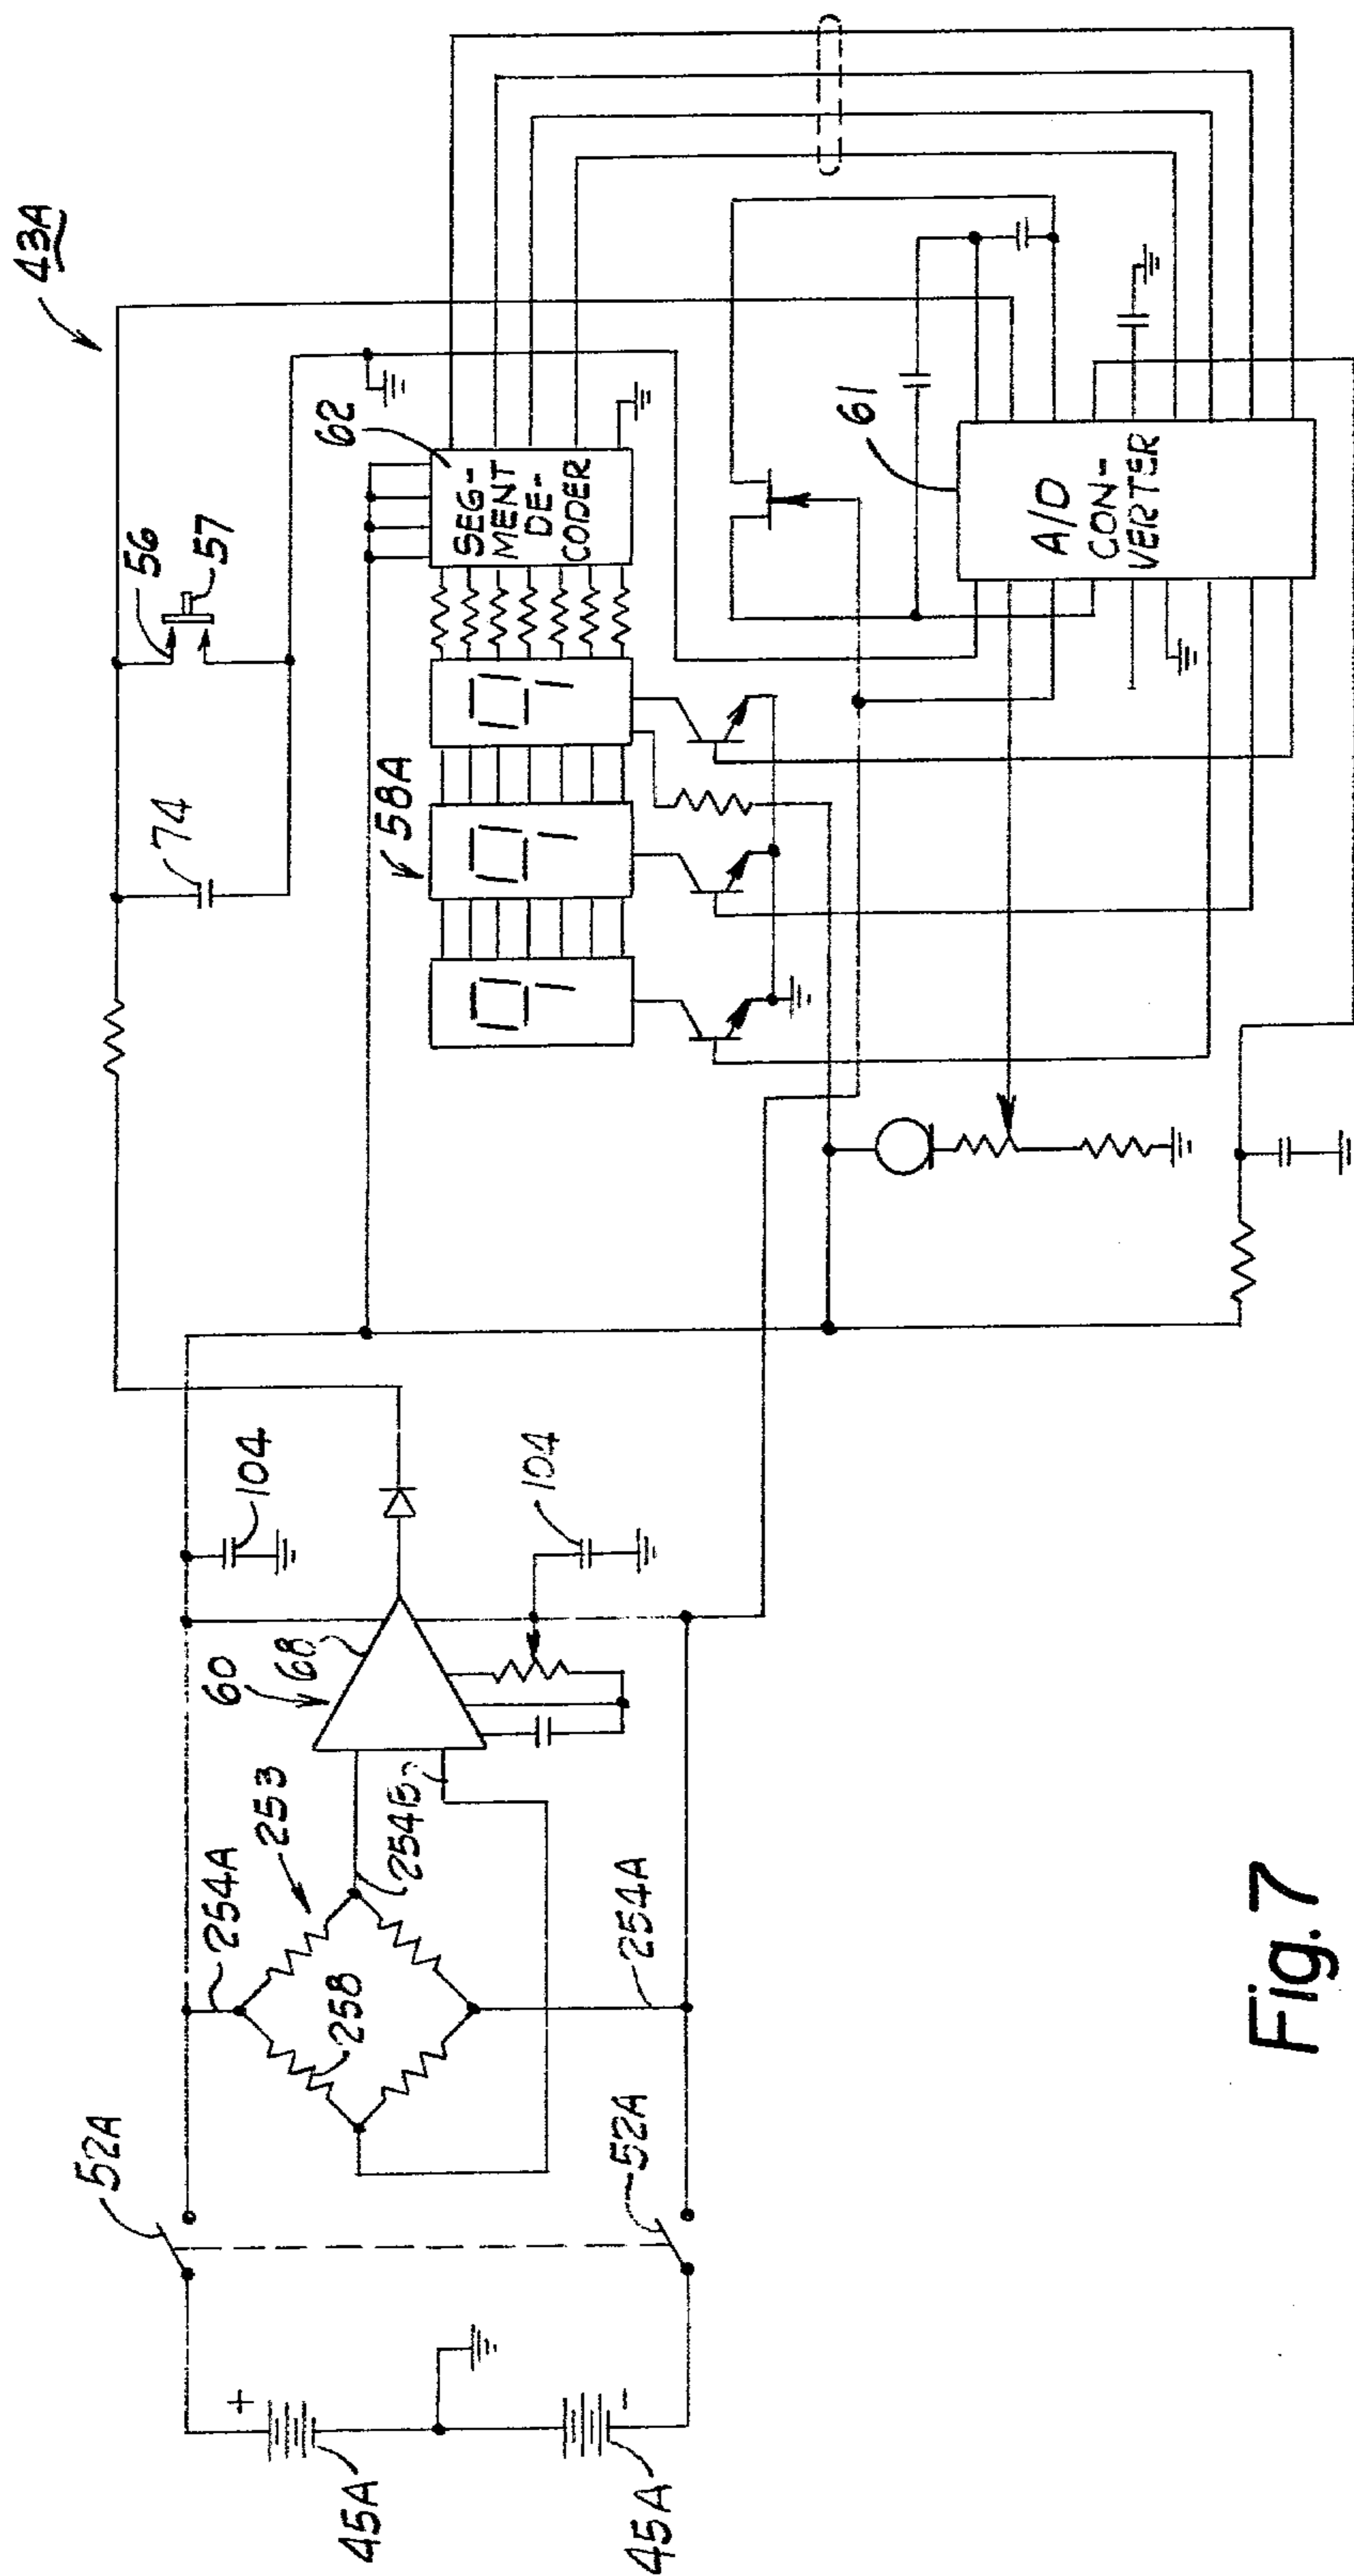 43A
56
57
74
62
SEG-
MENT
DE-
CODER
58A
61
A/D
CON-
VERTER
104
104
60
68
253
254A
254B
254A
258
52A
52A
+
-
45A
45A
Fig.7